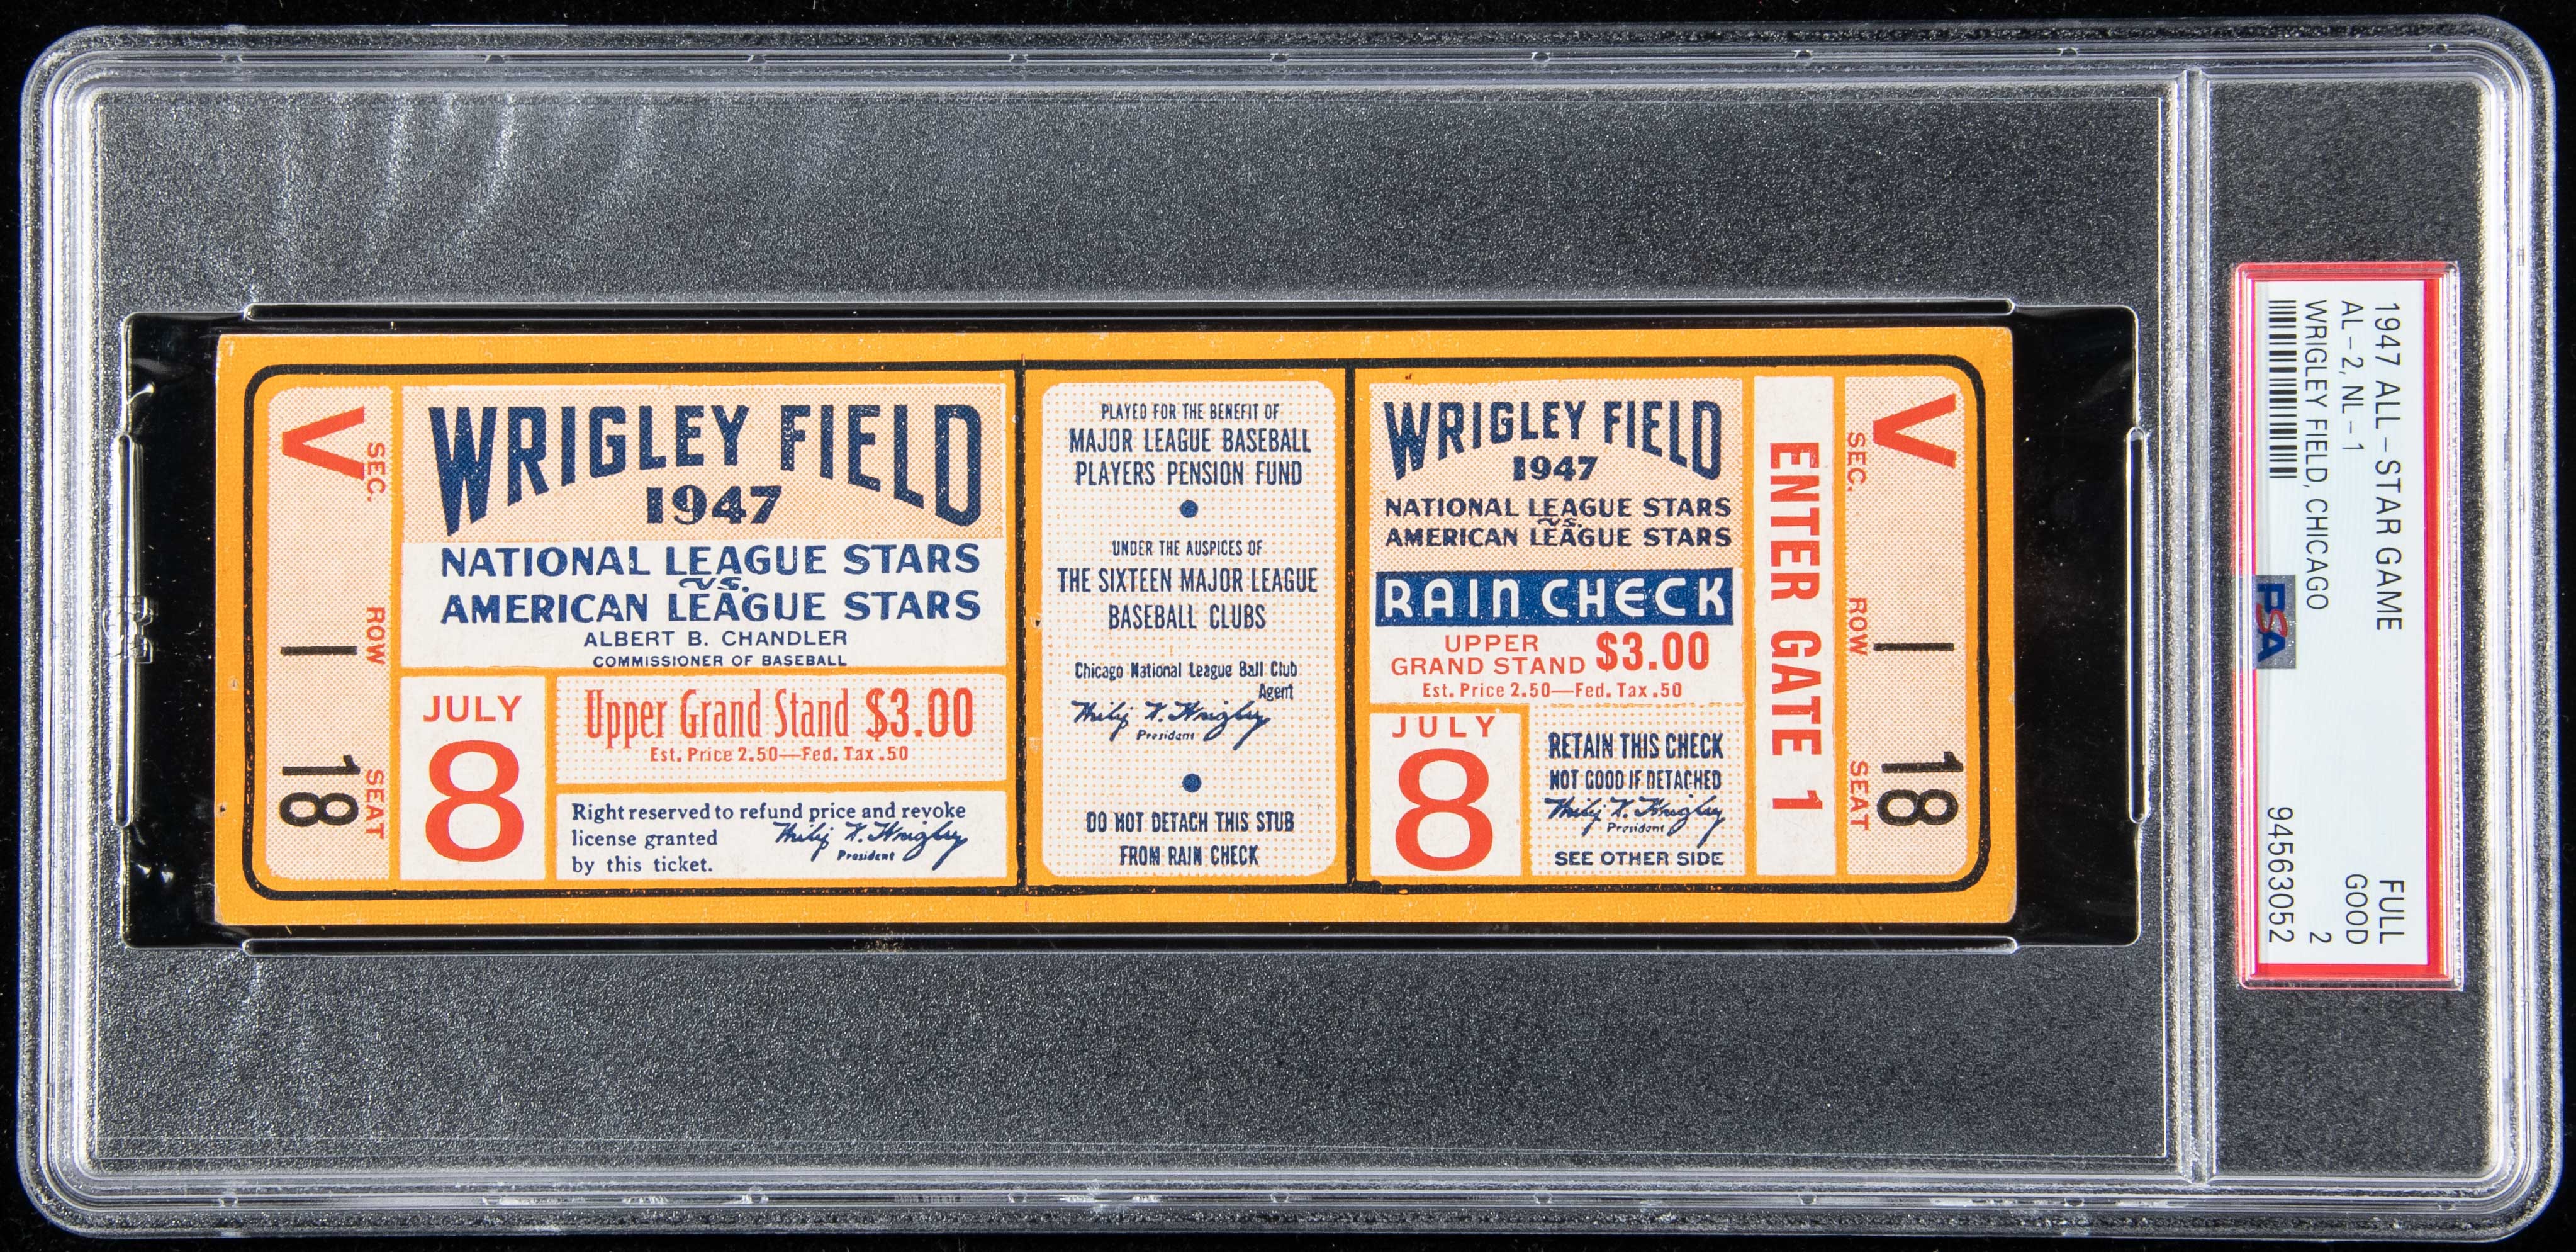 V
SEC.
1
ROW
18
SEAT
WRIGLEY FIELD
1947
NATIONAL LEAGUE STARS
VS.
AMERICAN LEAGUE STARS
ALBERT B. CHANDLER
COMMISSIONER OF BASEBALL
JULY
8
Upper Grand Stand $3.00
Est. Price 2.50—Fed. Tax .50
Right reserved to refund price and revoke
license granted
by this ticket.
Philip K. Wrigley
President
PLAYED FOR THE BENEFIT OF
MAJOR LEAGUE BASEBALL
PLAYERS PENSION FUND
UNDER THE AUSPICES OF
THE SIXTEEN MAJOR LEAGUE
BASEBALL CLUBS
Chicago National League Ball Club
Agent
Philip K. Wrigley
President
DO NOT DETACH THIS STUB
FROM RAIN CHECK
WRIGLEY FIELD
1947
NATIONAL LEAGUE STARS
VS.
AMERICAN LEAGUE STARS
RAIN CHECK
UPPER
GRAND STAND $3.00
Est. Price 2.50—Fed. Tax .50
JULY
8
RETAIN THIS CHECK
NOT GOOD IF DETACHED
Philip K. Wrigley
President
SEE OTHER SIDE
ENTER GATE 1
V
SEC.
1
ROW
18
SEAT
1947 ALL-STAR GAME FULL
AL-2, NL-1 GOOD
WRIGLEY FIELD, CHICAGO 2
PSA 94563052